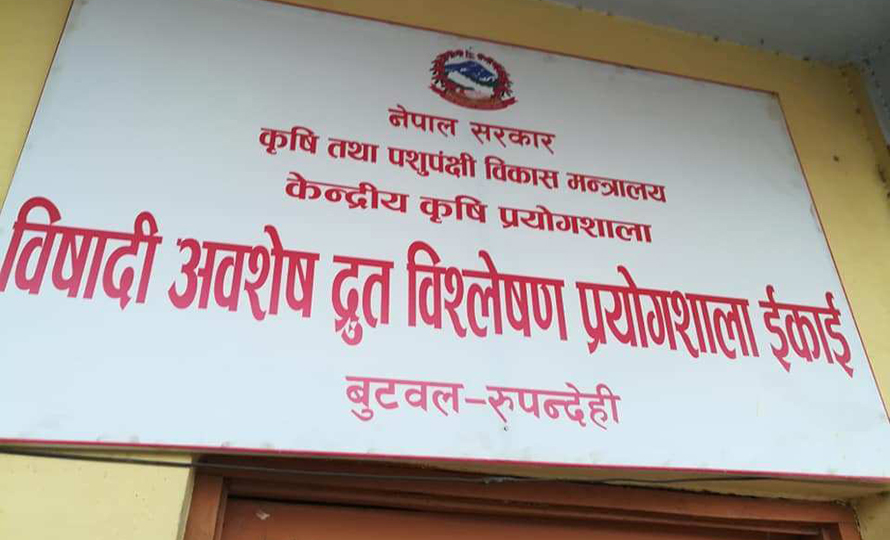 नेपाल सरकार
कृषि तथा पशुपंक्षी विकास मन्त्रालय
केन्द्रीय कृषि प्रयोगशाला
विषादी अवशेष द्रुत विश्लेषण प्रयोगशाला ईकाई
बुटवल-रुपन्देही